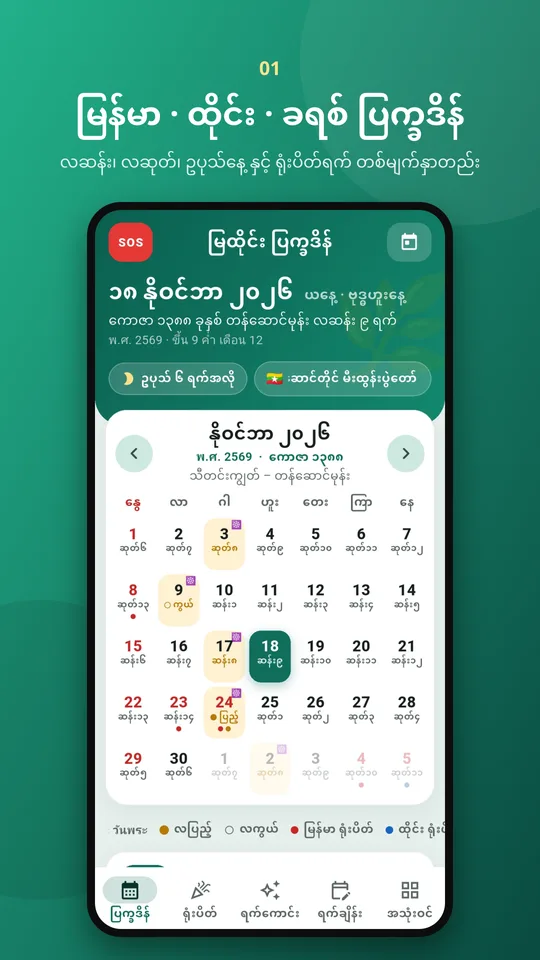 01
မြန်မာ · ထိုင်း · ခရစ် ပြက္ခဒိန်
လဆန်း၊ လဆုတ်၊ ဥပုသ်နေ့ နှင့် ရုံးပိတ်ရက် တစ်မျက်နှာတည်း
SOS
မြထိုင်း ပြက္ခဒိန်
၁၈ နိုဝင်ဘာ ၂၀၂၆ ယနေ့ · ဗုဒ္ဓဟူးနေ့
ကောဇာ ၁၃၈၈ ခုနှစ် တန်ဆောင်မုန်း လဆန်း ၉ ရက်
พ.ศ. 2569 · ขึ้น 9 ค่ำ เดือน 12
ဥပုသ် ၆ ရက်အလို
ဆောင်တိုင် မီးထွန်းပွဲတော်
နိုဝင်ဘာ ၂၀၂၆
พ.ศ. 2569 · ကောဇာ ၁၃၈၈
သီတင်းကျွတ် – တန်ဆောင်မုန်း
နွေ လာ ဂါ ဟူး တေး ကြာ နေ
1 2 3 4 5 6 7
ဆုတ်၆ ဆုတ်၇ ဆုတ်၈ ဆုတ်၉ ဆုတ်၁၀ ဆုတ်၁၁ ဆုတ်၁၂
8 9 10 11 12 13 14
ဆုတ်၁၃ ကွယ် ဆန်း၁ ဆန်း၂ ဆန်း၃ ဆန်း၄ ဆန်း၅
15 16 17 18 19 20 21
ဆန်း၆ ဆန်း၇ ဆန်း၈ ဆန်း၉ ဆန်း၁၀ ဆန်း၁၁ ဆန်း၁၂
22 23 24 25 26 27 28
ဆန်း၁၃ ဆန်း၁၄ ပြည့် ဆုတ်၁ ဆုတ်၂ ဆုတ်၃ ဆုတ်၄
29 30 1 2 3 4 5
ဆုတ်၅ ဆုတ်၆ ဆုတ်၇ ဆုတ်၈ ဆုတ်၉ ဆုတ်၁၀ ဆုတ်၁၁
วันพระ လပြည့် လကွယ် မြန်မာ ရုံးပိတ် ထိုင်း
ပြက္ခဒိန် ရုံးပိတ် ရက်ကောင်း ရက်ချိန်း အသုံးဝင်